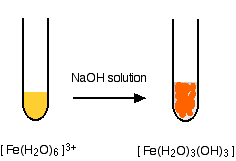 NaOH solution
[Fe(H₂O)₆]³⁺
[Fe(H₂O)₃(OH)₃]